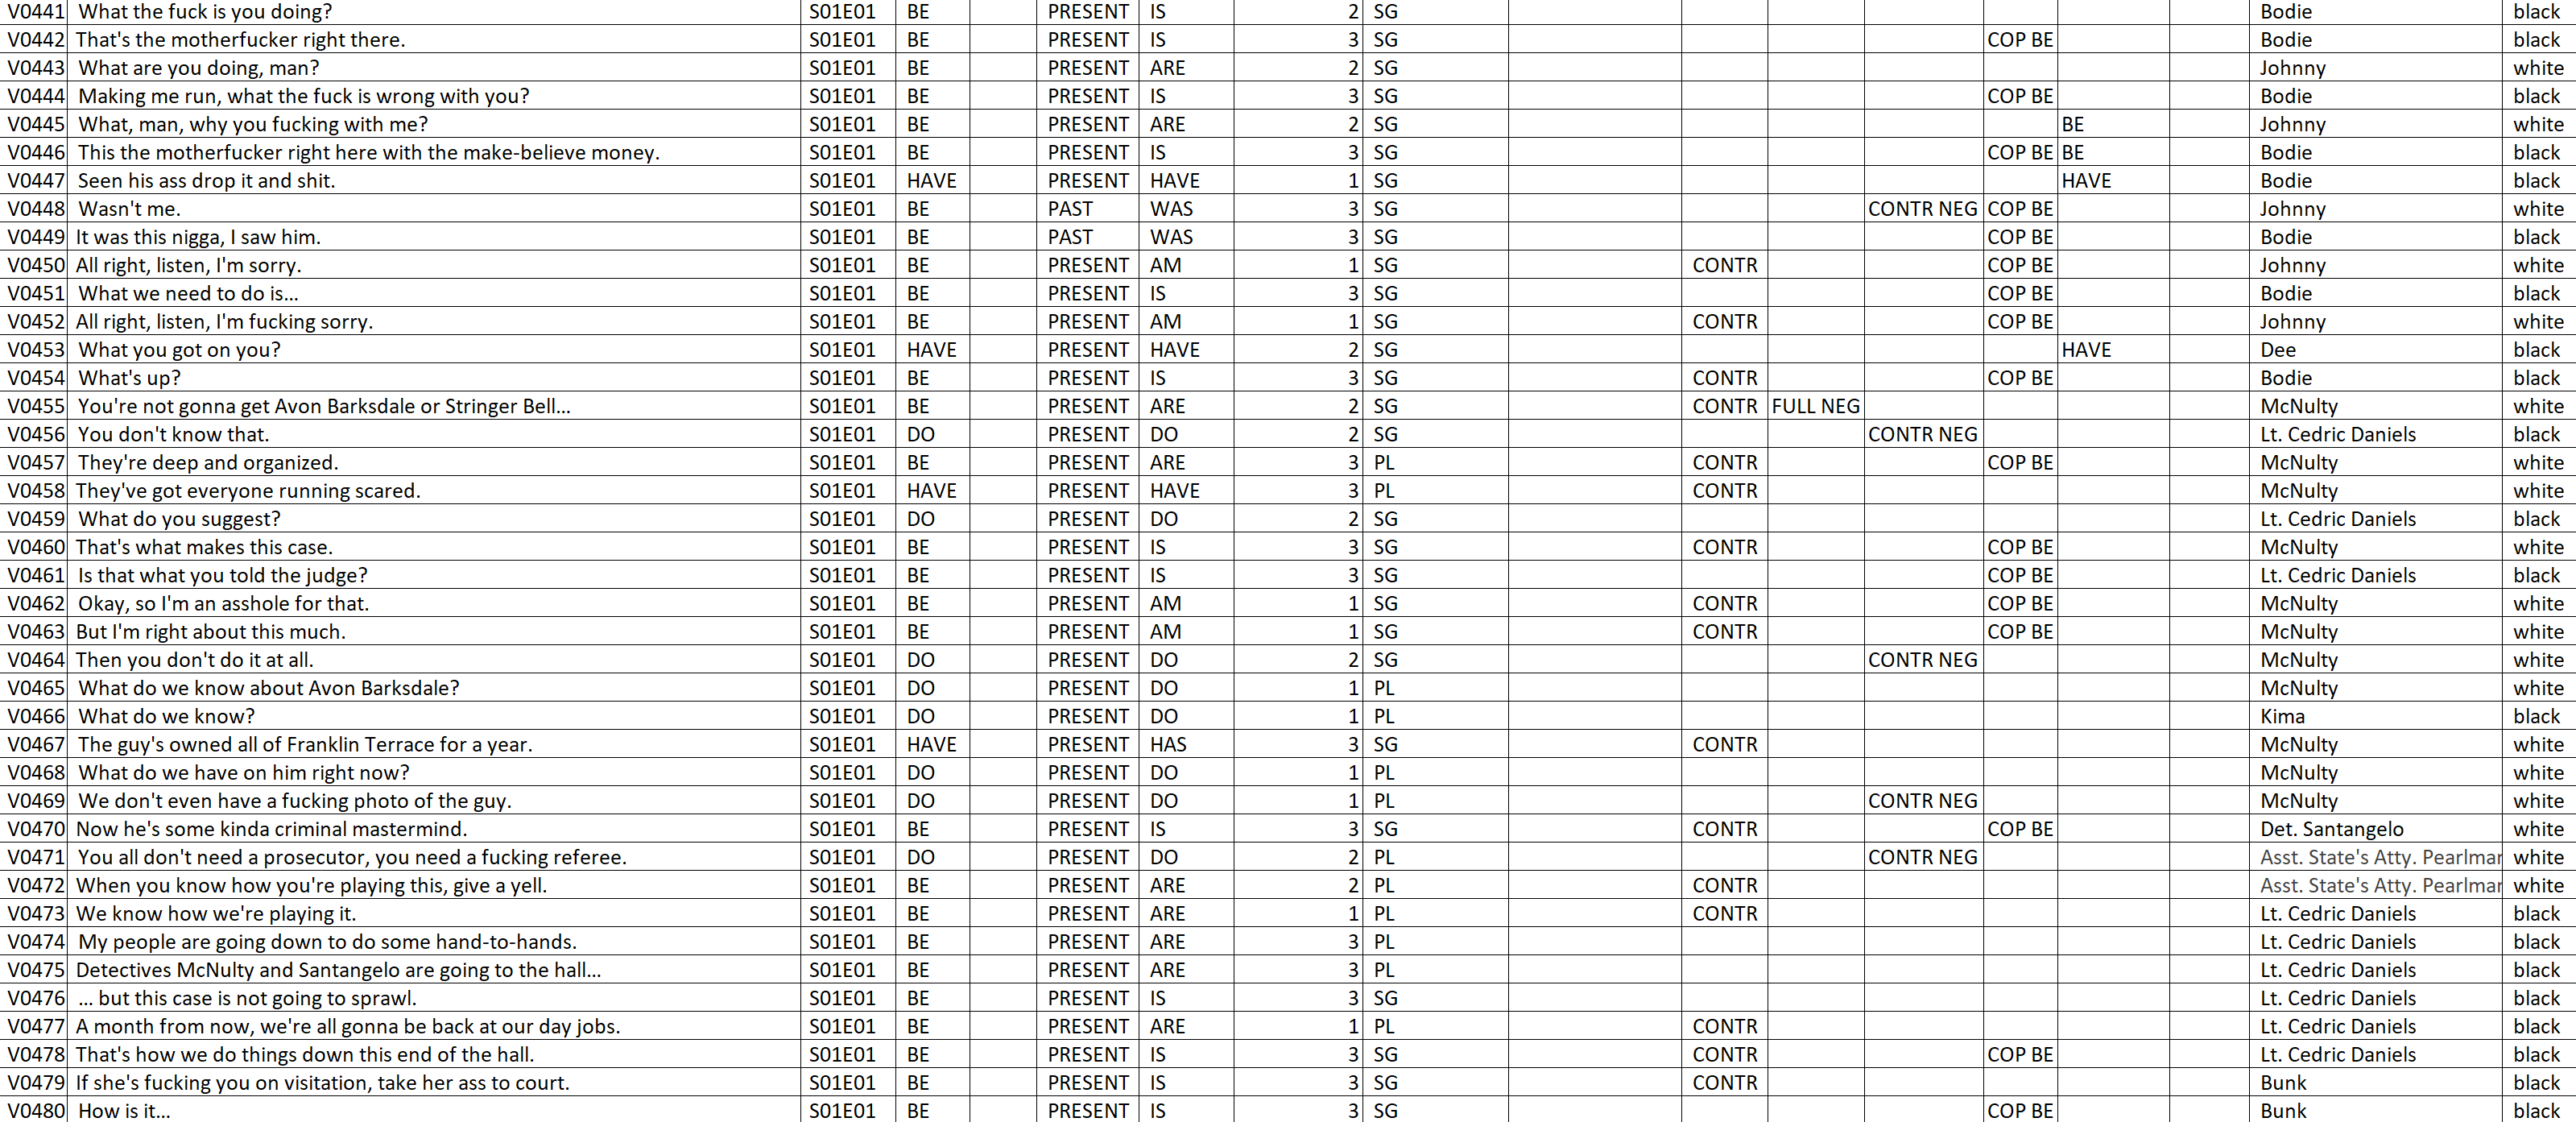 V0441 What the fuck is you doing? S01E01 BE PRESENT IS 2 SG Bodie black
V0442 That's the motherfucker right there. S01E01 BE PRESENT IS 3 SG COP BE Bodie black
V0443 What are you doing, man? S01E01 BE PRESENT ARE 2 SG Johnny white
V0444 Making me run, what the fuck is wrong with you? S01E01 BE PRESENT IS 3 SG COP BE Bodie black
V0445 What, man, why you fucking with me? S01E01 BE PRESENT ARE 2 SG BE Johnny white
V0446 This the motherfucker right here with the make-believe money. S01E01 BE PRESENT IS 3 SG COP BE BE Bodie black
V0447 Seen his ass drop it and shit. S01E01 HAVE PRESENT HAVE 1 SG HAVE Bodie black
V0448 Wasn't me. S01E01 BE PAST WAS 3 SG CONTR NEG COP BE Johnny white
V0449 It was this nigga, I saw him. S01E01 BE PAST WAS 3 SG COP BE Bodie black
V0450 All right, listen, I'm sorry. S01E01 BE PRESENT AM 1 SG CONTR COP BE Johnny white
V0451 What we need to do is... S01E01 BE PRESENT IS 3 SG COP BE Bodie black
V0452 All right, listen, I'm fucking sorry. S01E01 BE PRESENT AM 1 SG CONTR COP BE Johnny white
V0453 What you got on you? S01E01 HAVE PRESENT HAVE 2 SG HAVE Dee black
V0454 What's up? S01E01 BE PRESENT IS 3 SG CONTR COP BE Bodie black
V0455 You're not gonna get Avon Barksdale or Stringer Bell... S01E01 BE PRESENT ARE 2 SG CONTR FULL NEG McNulty white
V0456 You don't know that. S01E01 DO PRESENT DO 2 SG CONTR NEG Lt. Cedric Daniels black
V0457 They're deep and organized. S01E01 BE PRESENT ARE 3 PL CONTR COP BE McNulty white
V0458 They've got everyone running scared. S01E01 HAVE PRESENT HAVE 3 PL CONTR McNulty white
V0459 What do you suggest? S01E01 DO PRESENT DO 2 SG Lt. Cedric Daniels black
V0460 That's what makes this case. S01E01 BE PRESENT IS 3 SG CONTR COP BE McNulty white
V0461 Is that what you told the judge? S01E01 BE PRESENT IS 3 SG COP BE Lt. Cedric Daniels black
V0462 Okay, so I'm an asshole for that. S01E01 BE PRESENT AM 1 SG CONTR COP BE McNulty white
V0463 But I'm right about this much. S01E01 BE PRESENT AM 1 SG CONTR COP BE McNulty white
V0464 Then you don't do it at all. S01E01 DO PRESENT DO 2 SG CONTR NEG McNulty white
V0465 What do we know about Avon Barksdale? S01E01 DO PRESENT DO 1 PL McNulty white
V0466 What do we know? S01E01 DO PRESENT DO 1 PL Kima black
V0467 The guy's owned all of Franklin Terrace for a year. S01E01 HAVE PRESENT HAS 3 SG CONTR McNulty white
V0468 What do we have on him right now? S01E01 DO PRESENT DO 1 PL McNulty white
V0469 We don't even have a fucking photo of the guy. S01E01 DO PRESENT DO 1 PL CONTR NEG McNulty white
V0470 Now he's some kinda criminal mastermind. S01E01 BE PRESENT IS 3 SG CONTR COP BE Det. Santangelo white
V0471 You all don't need a prosecutor, you need a fucking referee. S01E01 DO PRESENT DO 2 PL CONTR NEG Asst. State's Atty. Pearlmar white
V0472 When you know how you're playing this, give a yell. S01E01 BE PRESENT ARE 2 PL CONTR Asst. State's Atty. Pearlmar white
V0473 We know how we're playing it. S01E01 BE PRESENT ARE 1 PL CONTR Lt. Cedric Daniels black
V0474 My people are going down to do some hand-to-hands. S01E01 BE PRESENT ARE 3 PL Lt. Cedric Daniels black
V0475 Detectives McNulty and Santangelo are going to the hall... S01E01 BE PRESENT ARE 3 PL Lt. Cedric Daniels black
V0476 ... but this case is not going to sprawl. S01E01 BE PRESENT IS 3 SG Lt. Cedric Daniels black
V0477 A month from now, we're all gonna be back at our day jobs. S01E01 BE PRESENT ARE 1 PL CONTR Lt. Cedric Daniels black
V0478 That's how we do things down this end of the hall. S01E01 BE PRESENT IS 3 SG CONTR COP BE Lt. Cedric Daniels black
V0479 If she's fucking you on visitation, take her ass to court. S01E01 BE PRESENT IS 3 SG CONTR Bunk black
V0480 How is it... S01E01 BE PRESENT IS 3 SG COP BE Bunk black